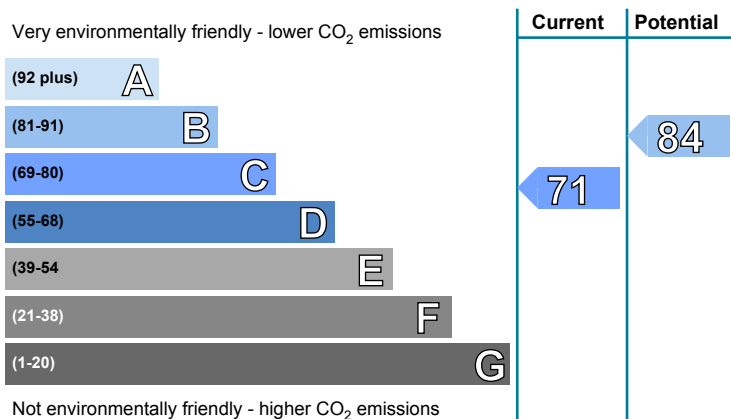 Very environmentally friendly - lower CO2 emissions
Current
Potential
(92 plus) A
(81-91) B
84
(69-80) C
71
(55-68) D
(39-54 E
(21-38) F
(1-20) G
Not environmentally friendly - higher CO2 emissions